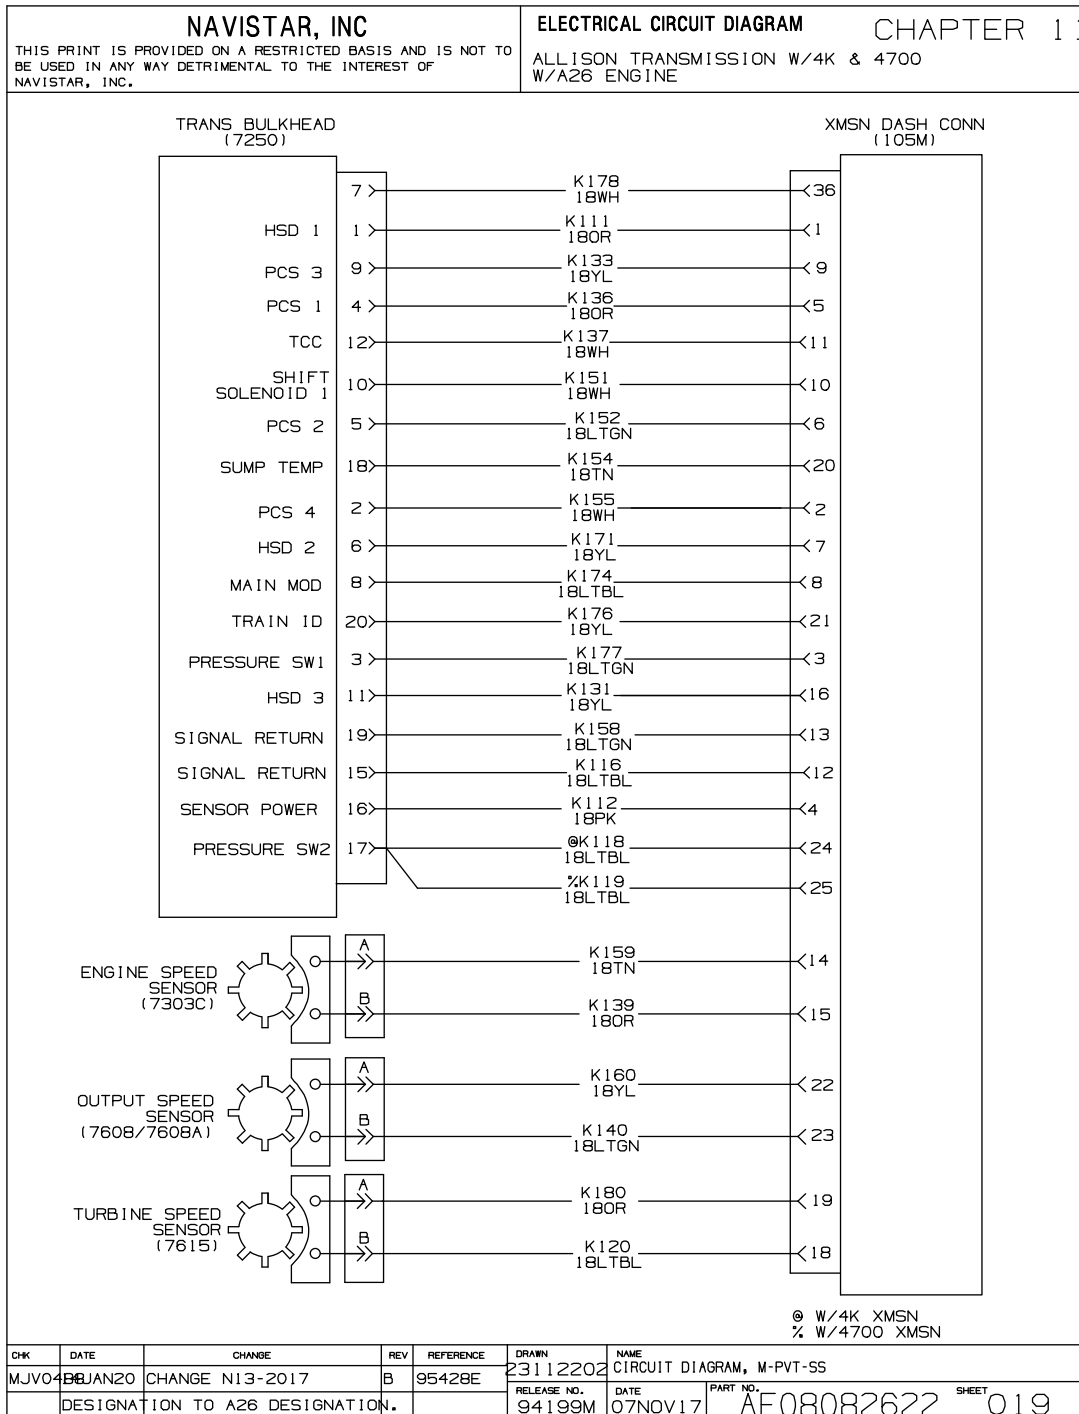 NAVISTAR, INC
THIS PRINT IS PROVIDED ON A RESTRICTED BASIS AND IS NOT TO
BE USED IN ANY WAY DETRIMENTAL TO THE INTEREST OF
NAVISTAR, INC.
ELECTRICAL CIRCUIT DIAGRAM
CHAPTER 11
ALLISON TRANSMISSION W/4K & 4700
W/A26 ENGINE
TRANS BULKHEAD
(7250)
XMSN DASH CONN
(105M)
7 K178 36
18WH
HSD 1 1 K111 1
18OR
PCS 3 9 K133 9
18YL
PCS 1 4 K136 5
18OR
TCC 12 K137 11
18WH
SHIFT
SOLENOID 1 10 K151 10
18WH
PCS 2 5 K152 6
18LTGN
SUMP TEMP 18 K154 20
18TN
PCS 4 2 K155 2
18WH
HSD 2 6 K171 7
18YL
MAIN MOD 8 K174 8
18LTBL
TRAIN ID 20 K176 21
18YL
PRESSURE SW1 3 K177 3
18LTGN
HSD 3 11 K131 16
18YL
SIGNAL RETURN 19 K158 13
18LTGN
SIGNAL RETURN 15 K116 12
18LTBL
SENSOR POWER 16 K112 4
18PK
PRESSURE SW2 17 @K118 24
18LTBL
%K119 25
18LTBL
ENGINE SPEED
SENSOR
(7303C)
A K159 14
18TN
B K139 15
18OR
OUTPUT SPEED
SENSOR
(7608/7608A)
A K160 22
18YL
B K140 23
18LTGN
TURBINE SPEED
SENSOR
(7615)
A K180 19
18OR
B K120 18
18LTBL
@ W/4K XMSN
% W/4700 XMSN
CHK DATE CHANGE REV REFERENCE DRAWN NAME
CHANGE N13-2017 B 95428E 23112202 CIRCUIT DIAGRAM, M-PVT-SS
DESIGNATION TO A26 DESIGNATION.
RELEASE NO. DATE PART NO. SHEET
94199M 07NOV17 AF08082622 019